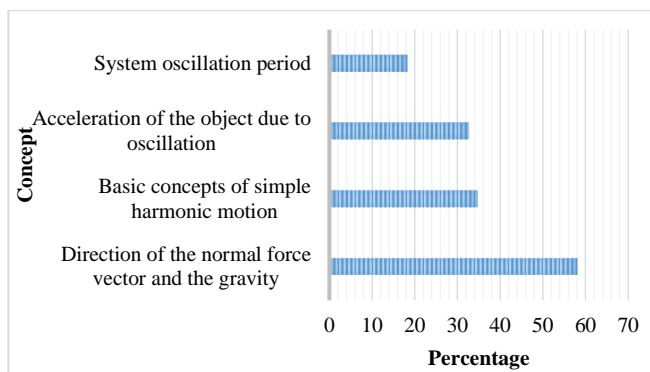 System oscillation period
Acceleration of the object due to
oscillation
Basic concepts of simple
harmonic motion
Direction of the normal force
vector and the gravity
Concept
0 10 20 30 40 50 60 70
Percentage